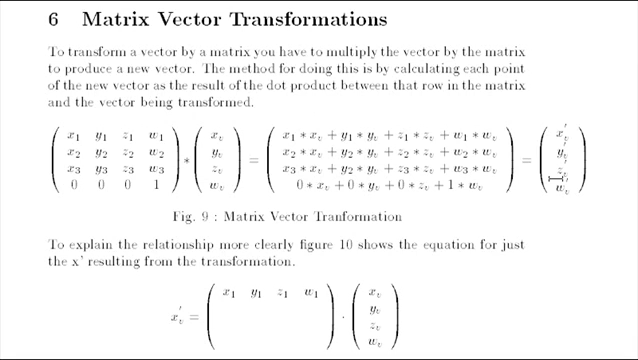 6 Matrix Vector Transformations
To transform a vector by a matrix you have to multiply the vector by the matrix
to produce a new vector. The method for doing this is by calculating each point
of the new vector as the result of the dot product between that row in the matrix
and the vector being transformed.
x₁ y₁ z₁ w₁
x₂ y₂ z₂ w₂
x₃ y₃ z₃ w₃
0 0 0 1
*
xᵥ
yᵥ
zᵥ
wᵥ
=
x₁ * xᵥ + y₁ * yᵥ + z₁ * zᵥ + w₁ * wᵥ
x₂ * xᵥ + y₂ * yᵥ + z₂ * zᵥ + w₂ * wᵥ
x₃ * xᵥ + y₂ * yᵥ + z₃ * zᵥ + w₃ * wᵥ
0 * xᵥ + 0 * yᵥ + 0 * zᵥ + 1 * wᵥ
=
x'ᵥ
y'ᵥ
z'ᵥ
w'ᵥ
Fig. 9 : Matrix Vector Tranformation
To explain the relationship more clearly figure 10 shows the equation for just
the x' resulting from the transformation.
x'ᵥ =
x₁ y₁ z₁ w₁
·
xᵥ
yᵥ
zᵥ
wᵥ